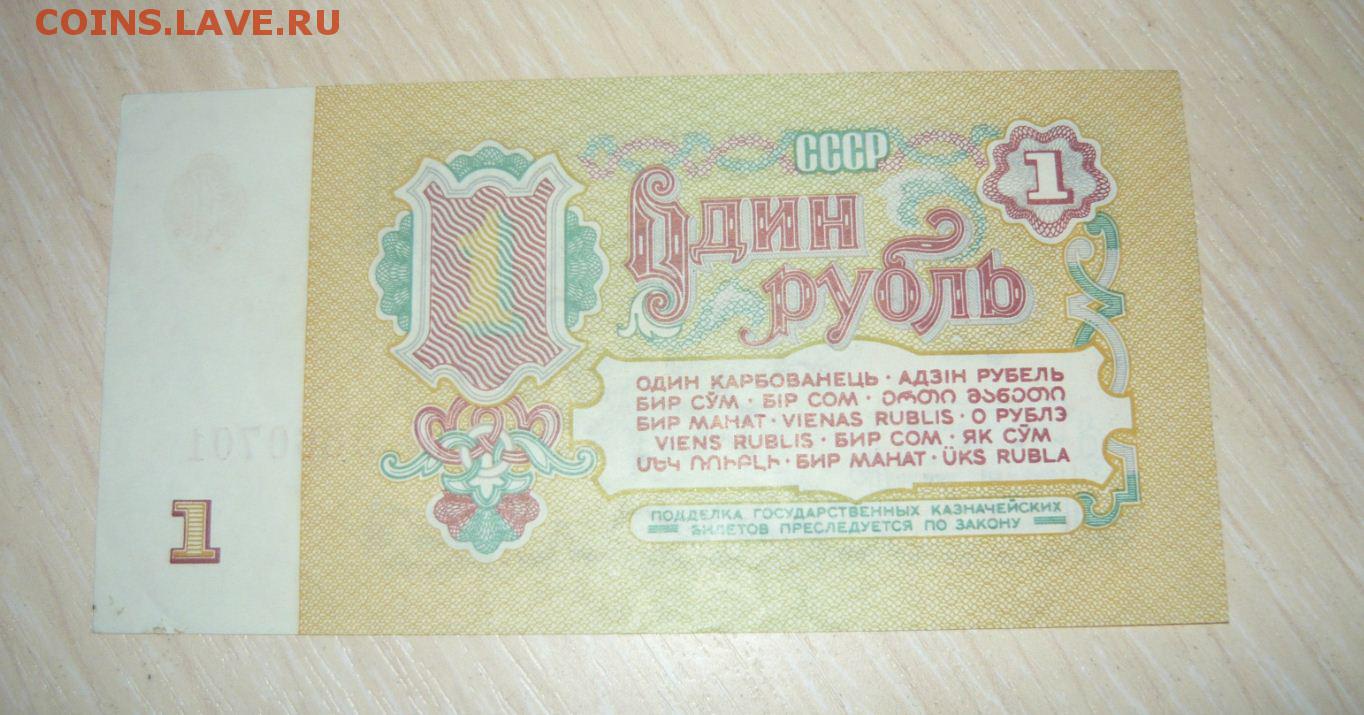 COINS.LAVE.RU
СССР
1
1
Один
рубль
ОДИН КАРБОВАНЕЦЬ · АДЗІН РУБЕЛЬ
БИР СЎМ · БІР СОМ · ᲔᲠᲗᲘ ᲛᲐᲜᲔᲗᲘ
БИР МАНАТ · VIENAS RUBLIS · О РУБЛЭ
VIENS RUBLIS · БИР СОМ · ЯК СӮМ
ՄԵԿ ՌՈՒԲԼԻ · БИР МАНАТ · ÜKS RUBLA
ПОДДЕЛКА ГОСУДАРСТВЕННЫХ КАЗНАЧЕЙСКИХ
БИЛЕТОВ ПРЕСЛЕДУЕТСЯ ПО ЗАКОНУ
1